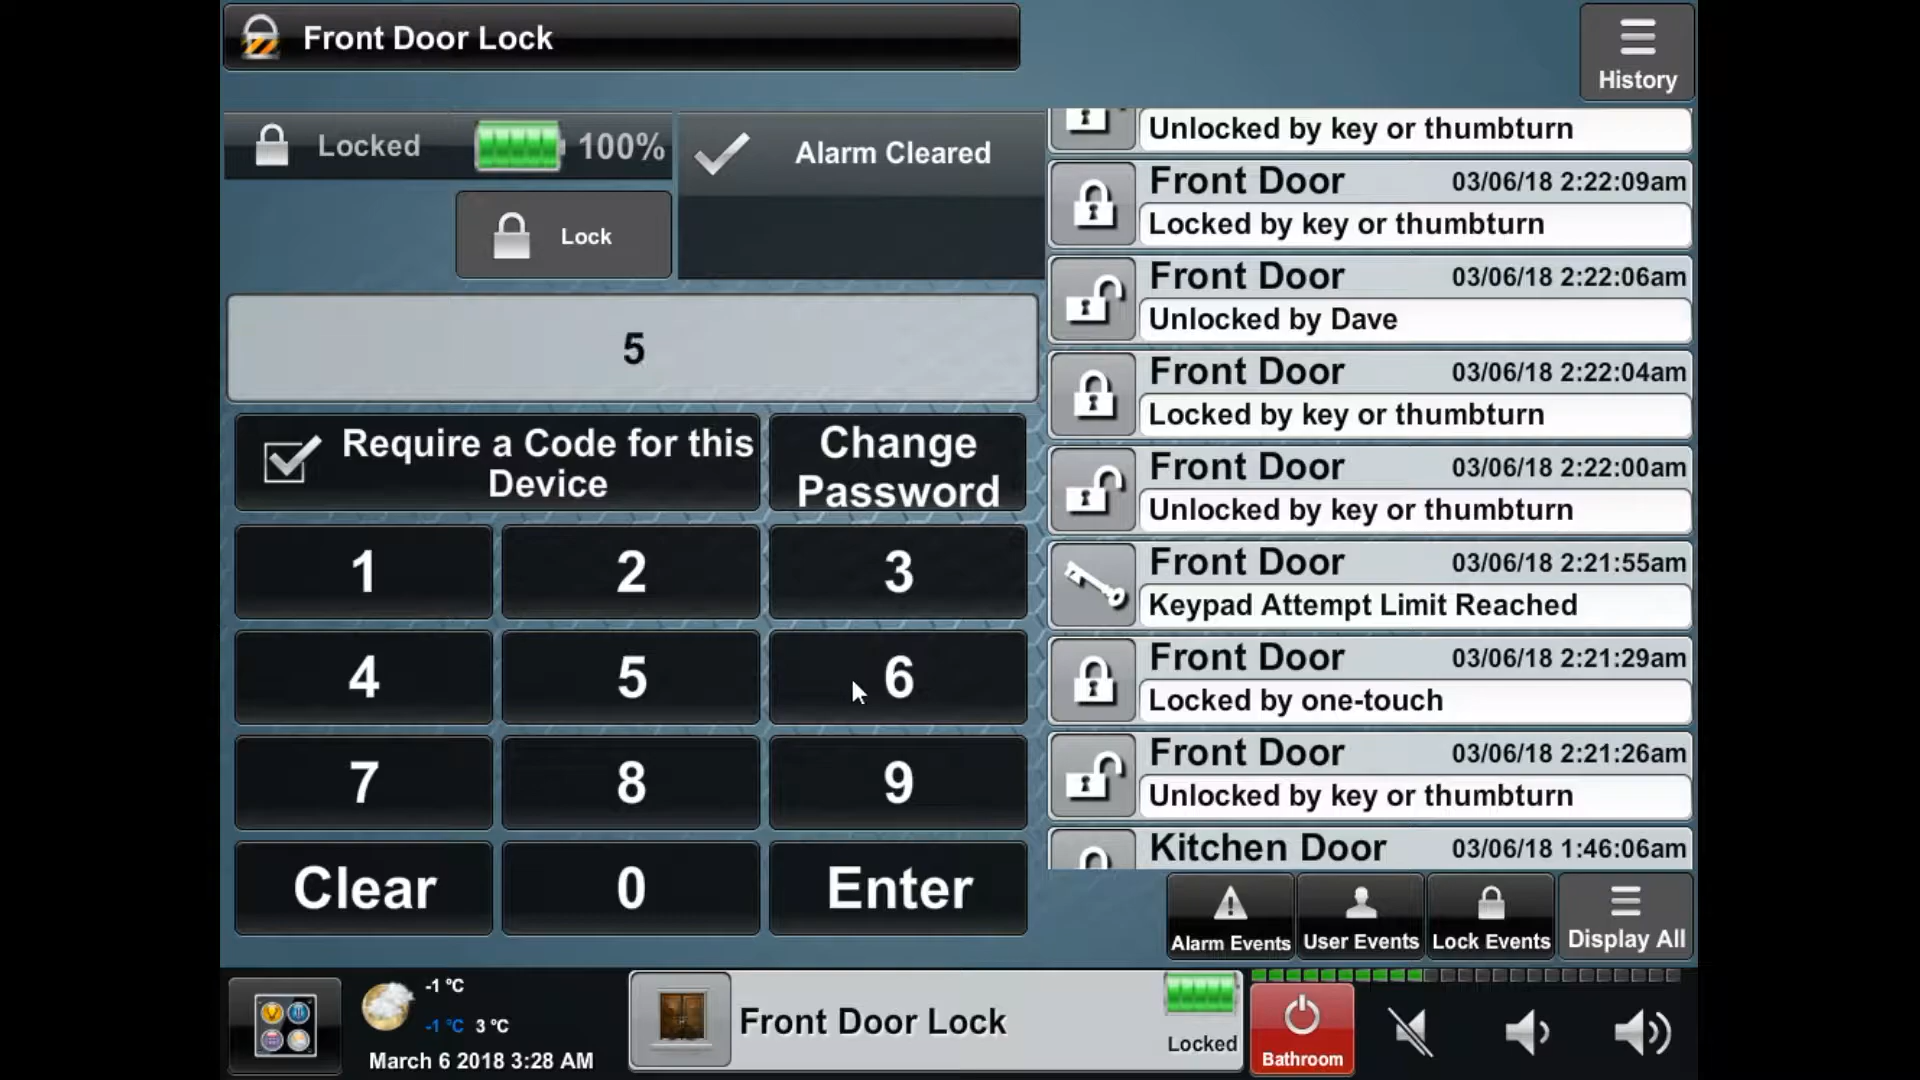 Front Door Lock
History
Locked
100%
Alarm Cleared
Lock
5
Require a Code for this
Device
Change
Password
1
2
3
4
5
6
7
8
9
Clear
0
Enter
Unlocked by key or thumbturn
Front Door 03/06/18 2:22:09am
Locked by key or thumbturn
Front Door 03/06/18 2:22:06am
Unlocked by Dave
Front Door 03/06/18 2:22:04am
Locked by key or thumbturn
Front Door 03/06/18 2:22:00am
Unlocked by key or thumbturn
Front Door 03/06/18 2:21:55am
Keypad Attempt Limit Reached
Front Door 03/06/18 2:21:29am
Locked by one-touch
Front Door 03/06/18 2:21:26am
Unlocked by key or thumbturn
Kitchen Door 03/06/18 1:46:06am
Alarm Events
User Events
Lock Events
Display All
-1 °C
-1 °C 3 °C
March 6 2018 3:28 AM
Front Door Lock
Locked
Bathroom